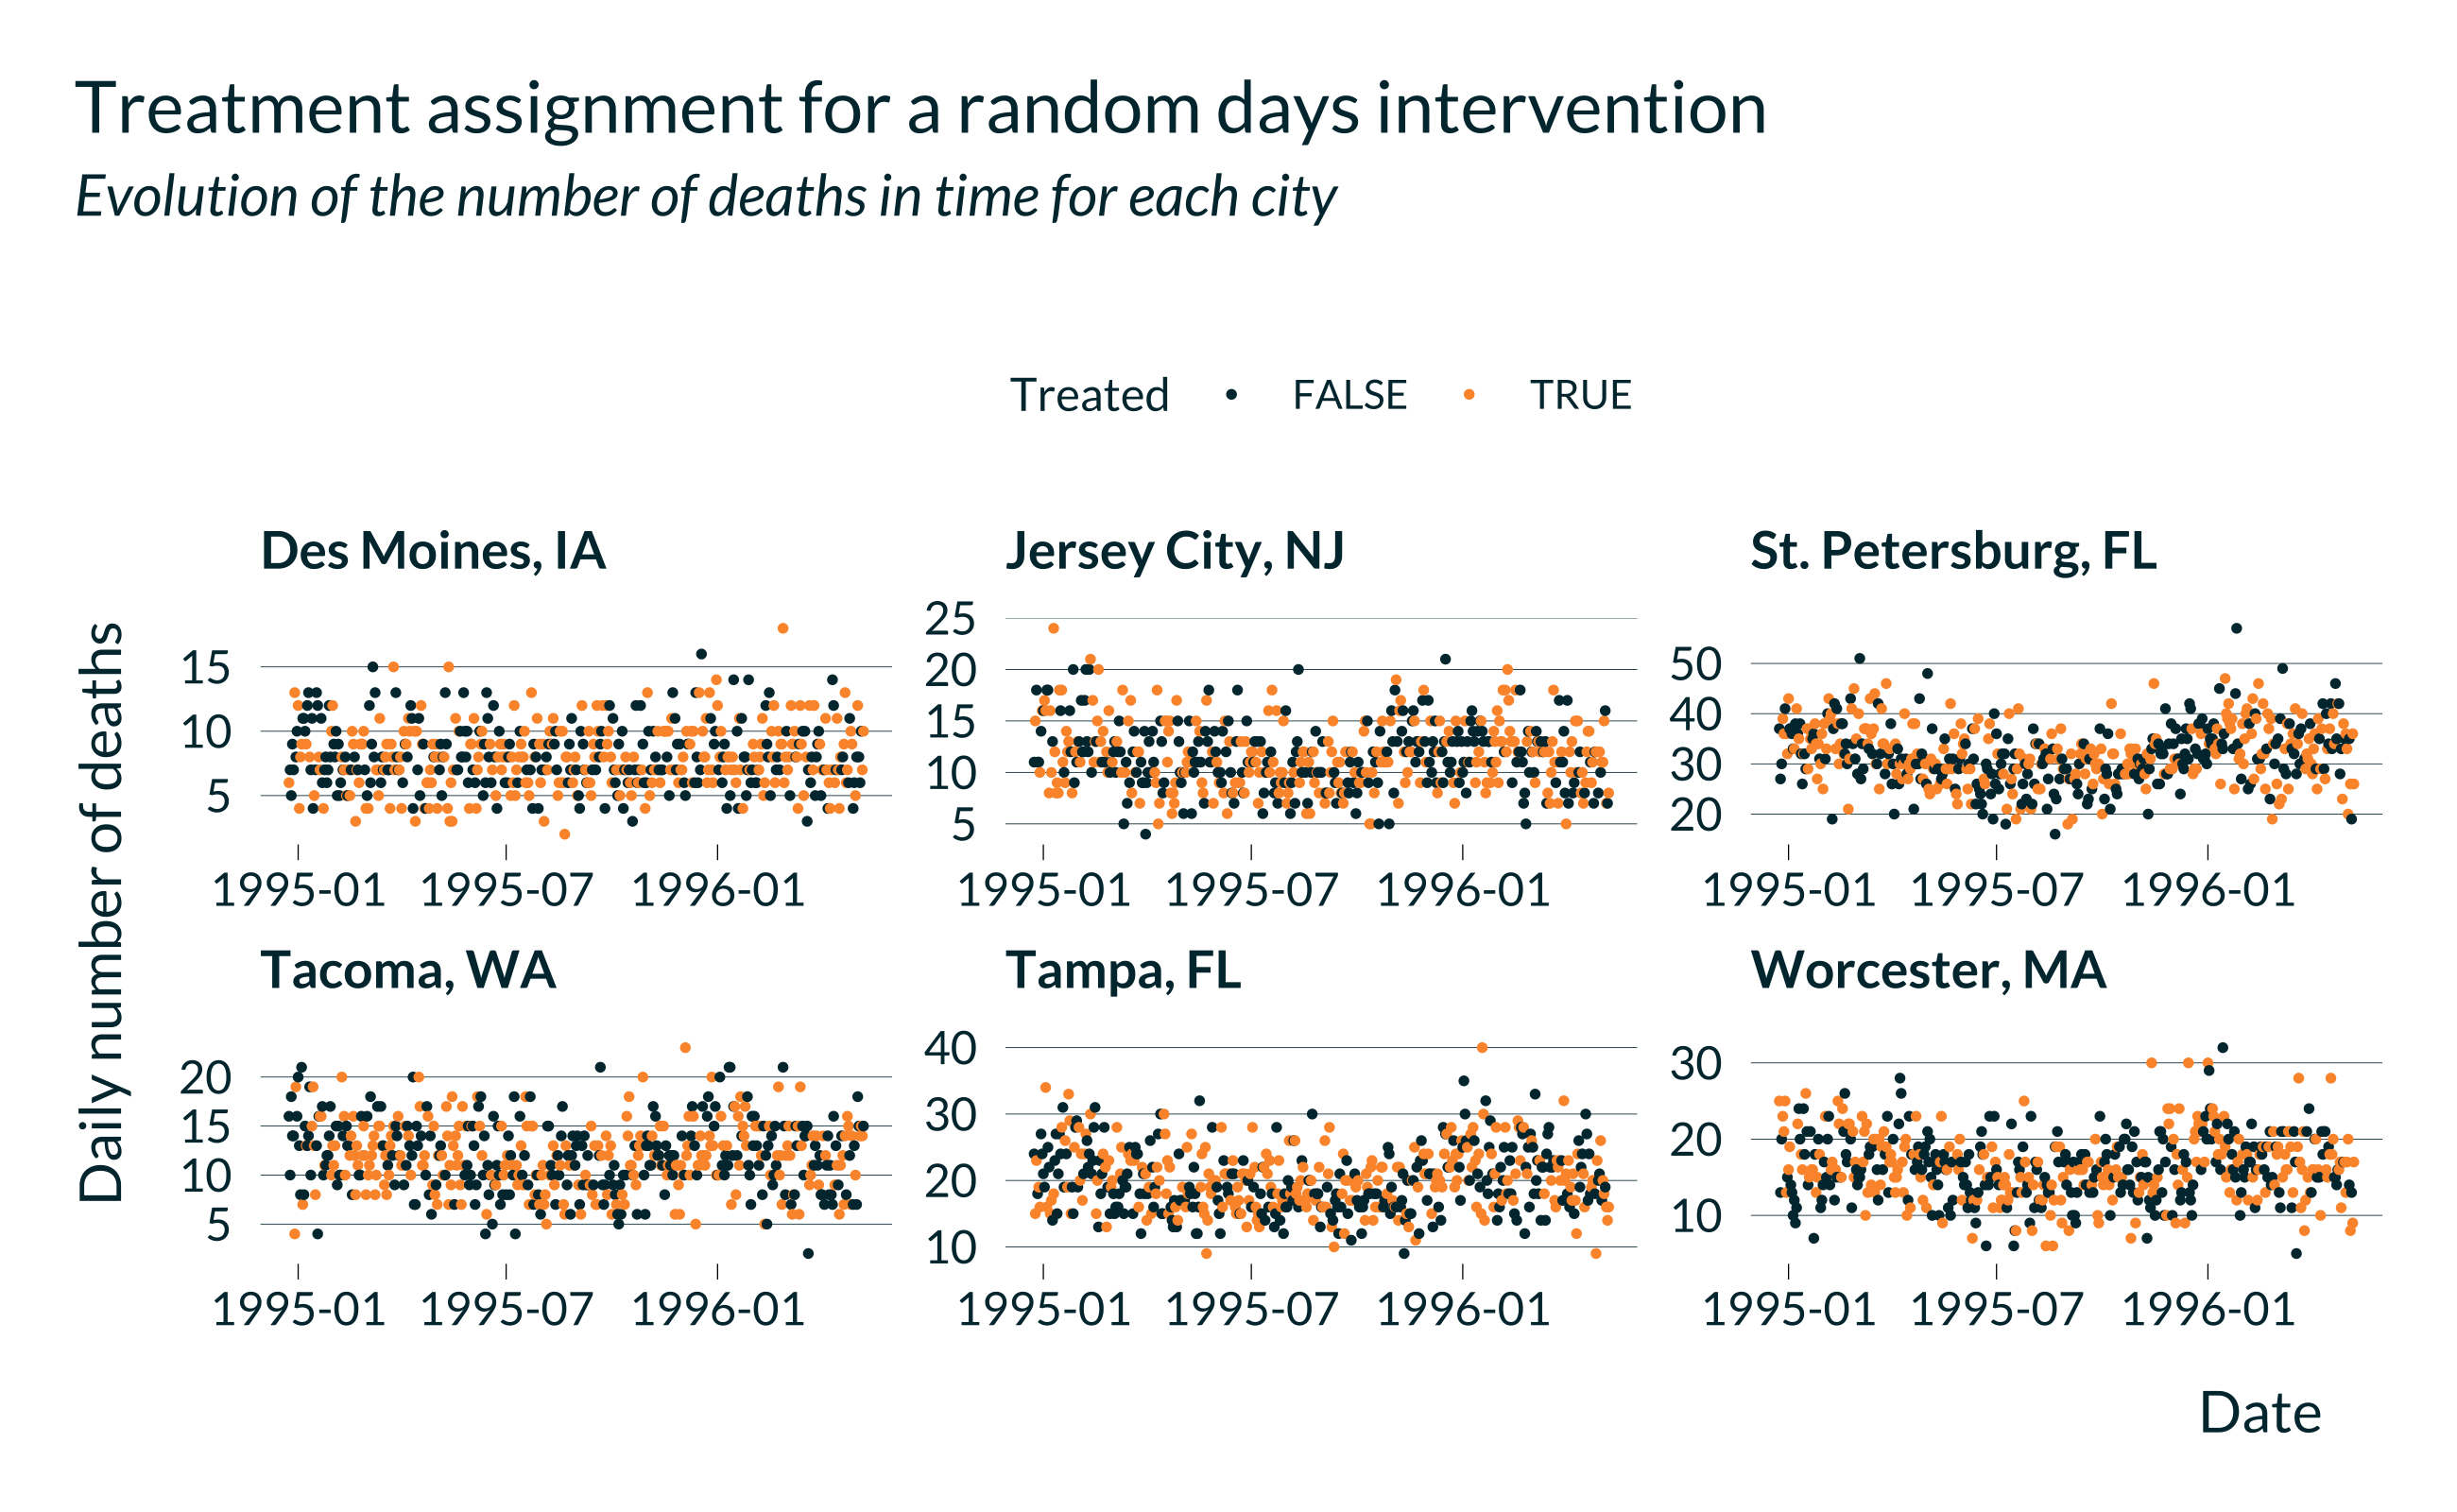 Treatment assignment for a random days intervention
Evolution of the number of deaths in time for each city
Treated FALSE TRUE
Daily number of deaths
Des Moines, IA
15
10
5
1995-01 1995-07 1996-01
Jersey City, NJ
25
20
15
10
5
1995-01 1995-07 1996-01
St. Petersburg, FL
50
40
30
20
1995-01 1995-07 1996-01
Tacoma, WA
20
15
10
5
1995-01 1995-07 1996-01
Tampa, FL
40
30
20
10
1995-01 1995-07 1996-01
Worcester, MA
30
20
10
1995-01 1995-07 1996-01
Date